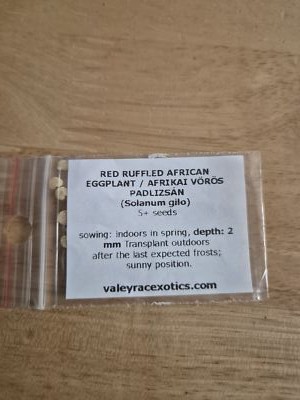 RED RUFFLED AFRICAN
EGGPLANT / AFRIKAI VÖRÖS
PADLIZSÁN
(Solanum gilo)
5+ seeds
sowing: indoors in spring, depth: 2
mm Transplant outdoors
after the last expected frosts;
sunny position.
valeyracexotics.com